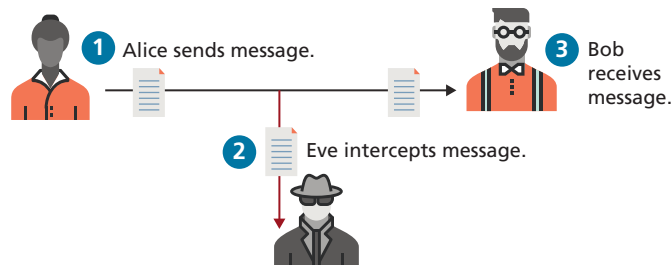 1 Alice sends message.
2 Eve intercepts message.
3 Bob
receives
message.